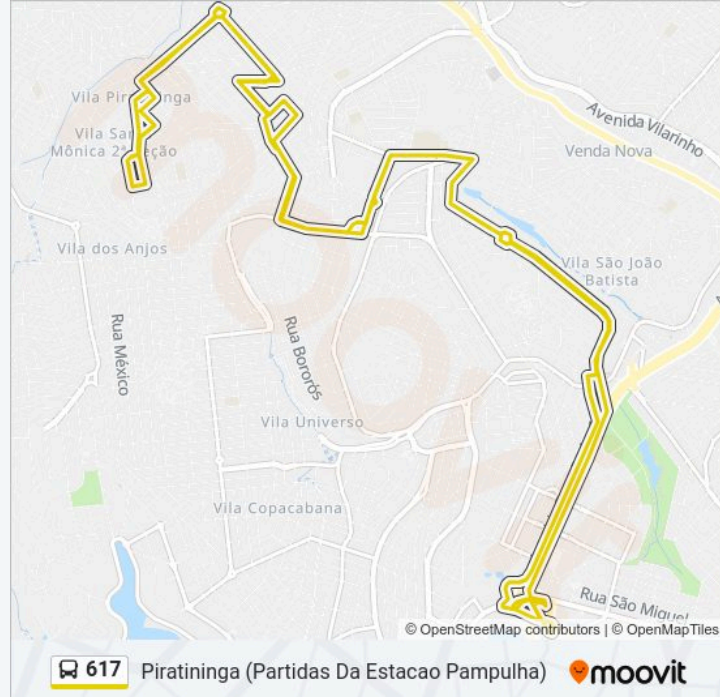 Vila Piratininga
Avenida Vilarinho
Venda Nova
Vila Santa
Mônica 2ª Seção
Vila dos Anjos
Vila São João
Batista
Rua México
Rua Bororós
Vila Universo
Vila Copacabana
Rua São Miguel
© OpenStreetMap contributors | © OpenMapTiles
617 Piratininga (Partidas Da Estacao Pampulha) moovit